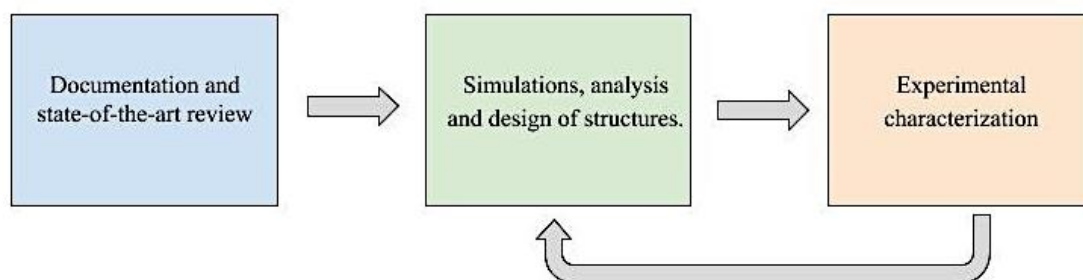 Documentation and
state-of-the-art review
Simulations, analysis
and design of structures.
Experimental
characterization